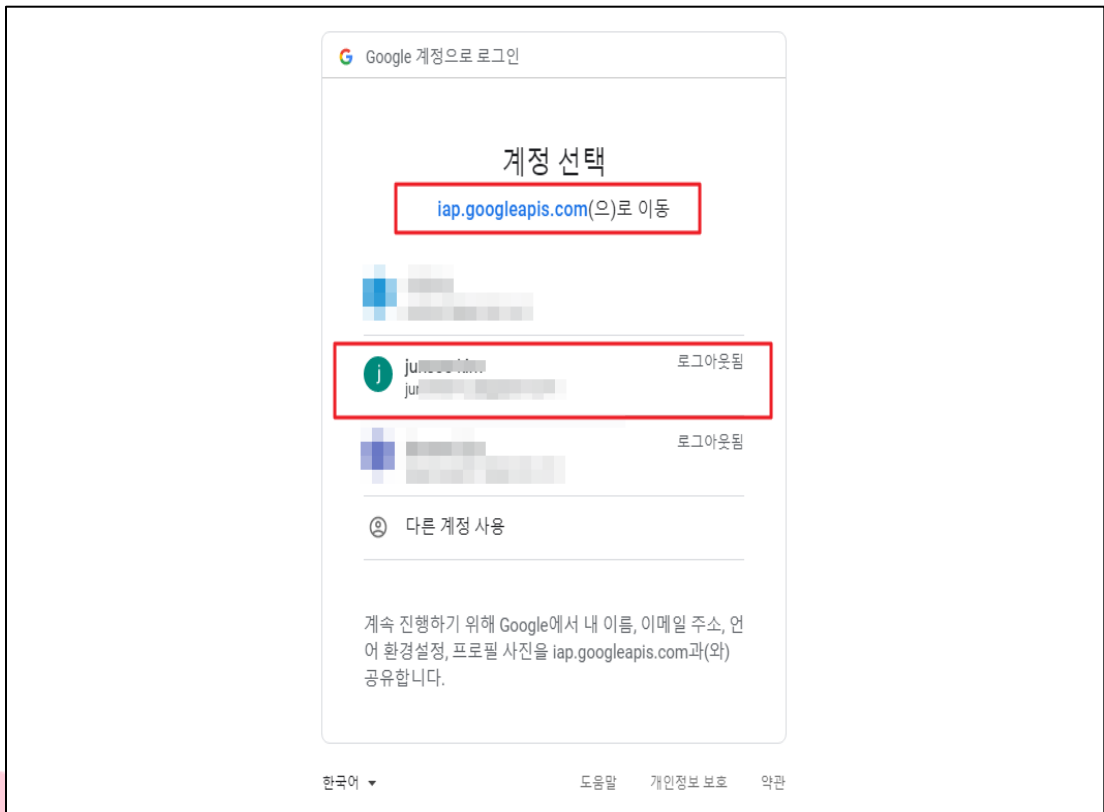 Google 계정으로 로그인
계정 선택
iap.googleapis.com(으)로 이동
로그아웃됨
로그아웃됨
다른 계정 사용
계속 진행하기 위해 Google에서 내 이름, 이메일 주소, 언
어 환경설정, 프로필 사진을 iap.googleapis.com과(와)
공유합니다.
한국어 도움말 개인정보 보호 약관